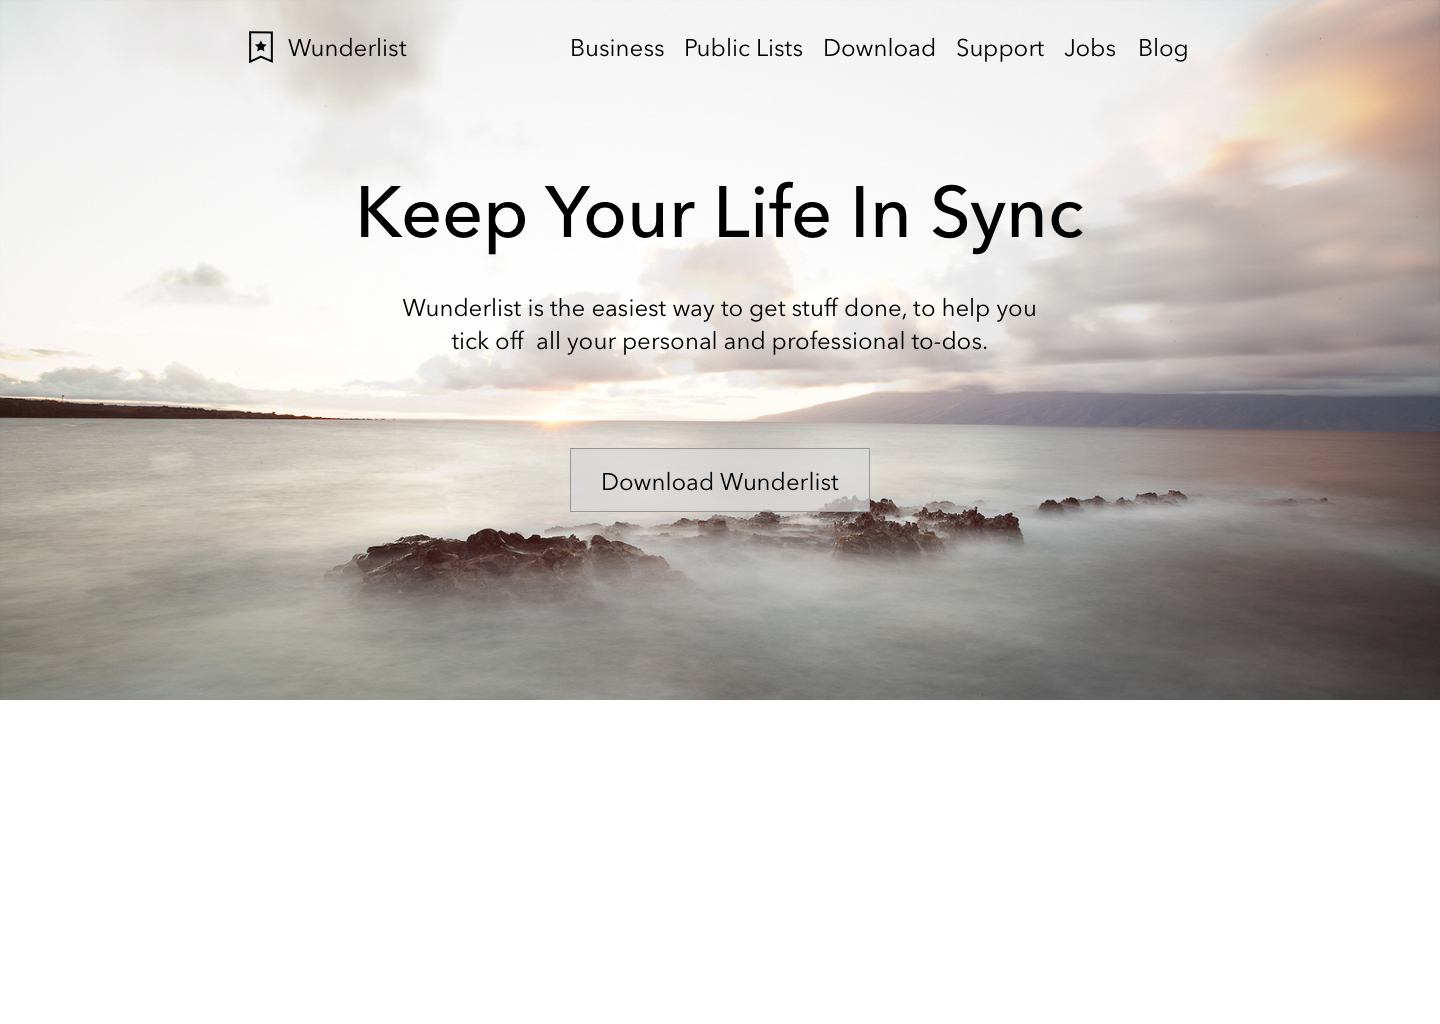 Wunderlist
Business Public Lists Download Support Jobs Blog
Keep Your Life In Sync
Wunderlist is the easiest way to get stuff done, to help you
tick off all your personal and professional to-dos.
Download Wunderlist